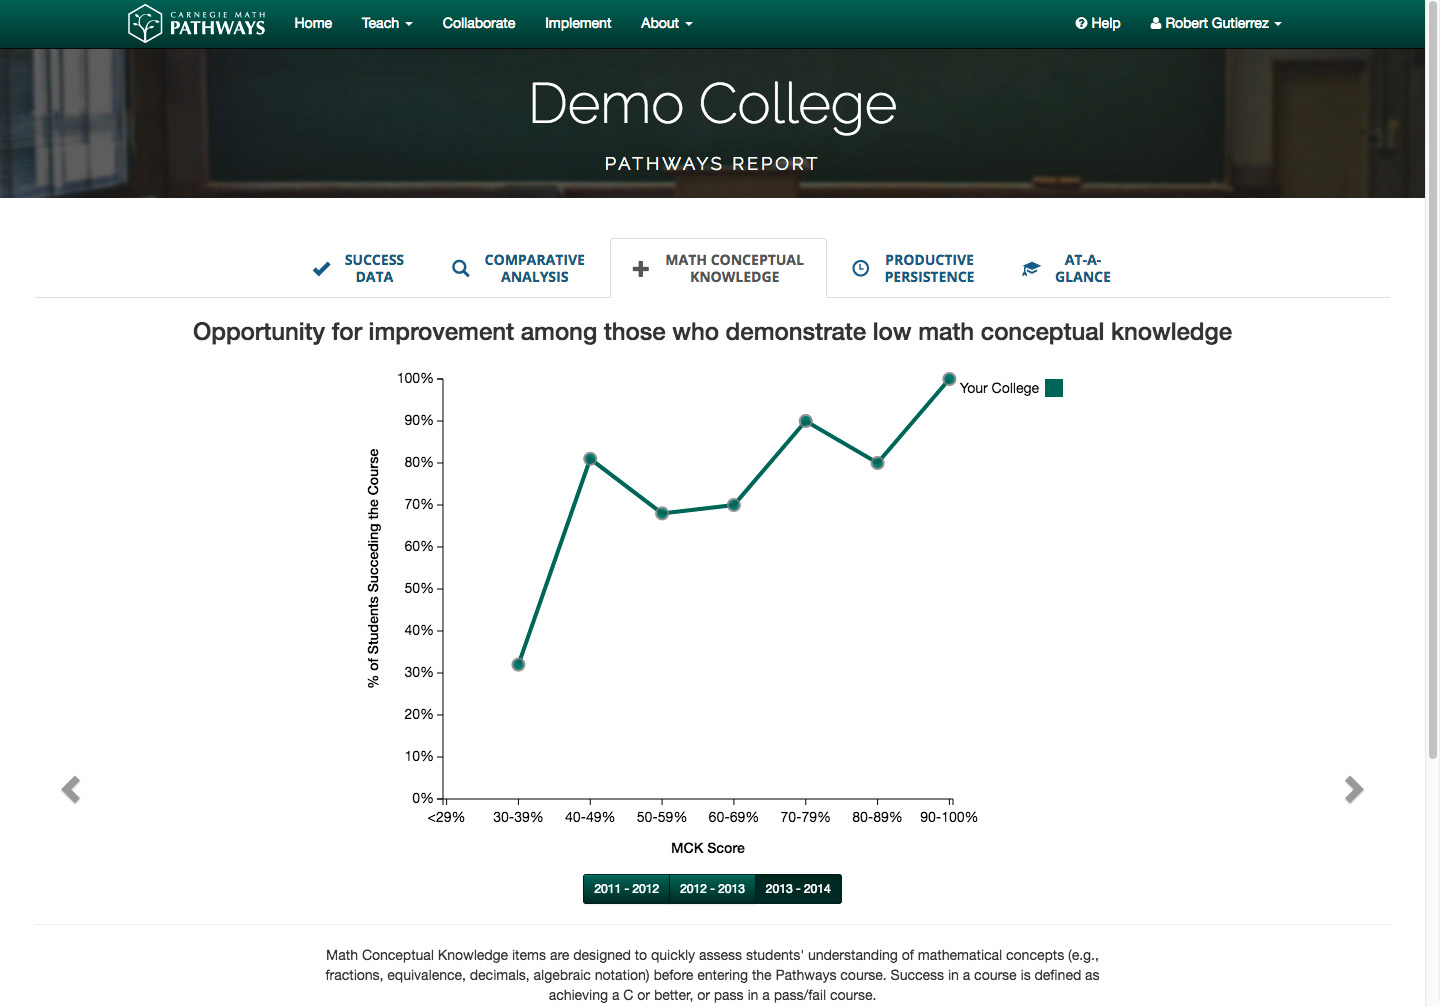 CARNEGIE MATH
PATHWAYS
Home
Teach
Collaborate
Implement
About
Help
Robert Gutierrez
Demo College
PATHWAYS REPORT
SUCCESS
DATA
COMPARATIVE
ANALYSIS
MATH CONCEPTUAL
KNOWLEDGE
PRODUCTIVE
PERSISTENCE
AT-A-
GLANCE
Opportunity for improvement among those who demonstrate low math conceptual knowledge
% of Students Succeding the Course
100%
90%
80%
70%
60%
50%
40%
30%
20%
10%
0%
Your College
<29%
30-39%
40-49%
50-59%
60-69%
70-79%
80-89%
90-100%
MCK Score
2011 - 2012
2012 - 2013
2013 - 2014
Math Conceptual Knowledge items are designed to quickly assess students' understanding of mathematical concepts (e.g.,
fractions, equivalence, decimals, algebraic notation) before entering the Pathways course. Success in a course is defined as
achieving a C or better, or pass in a pass/fail course.